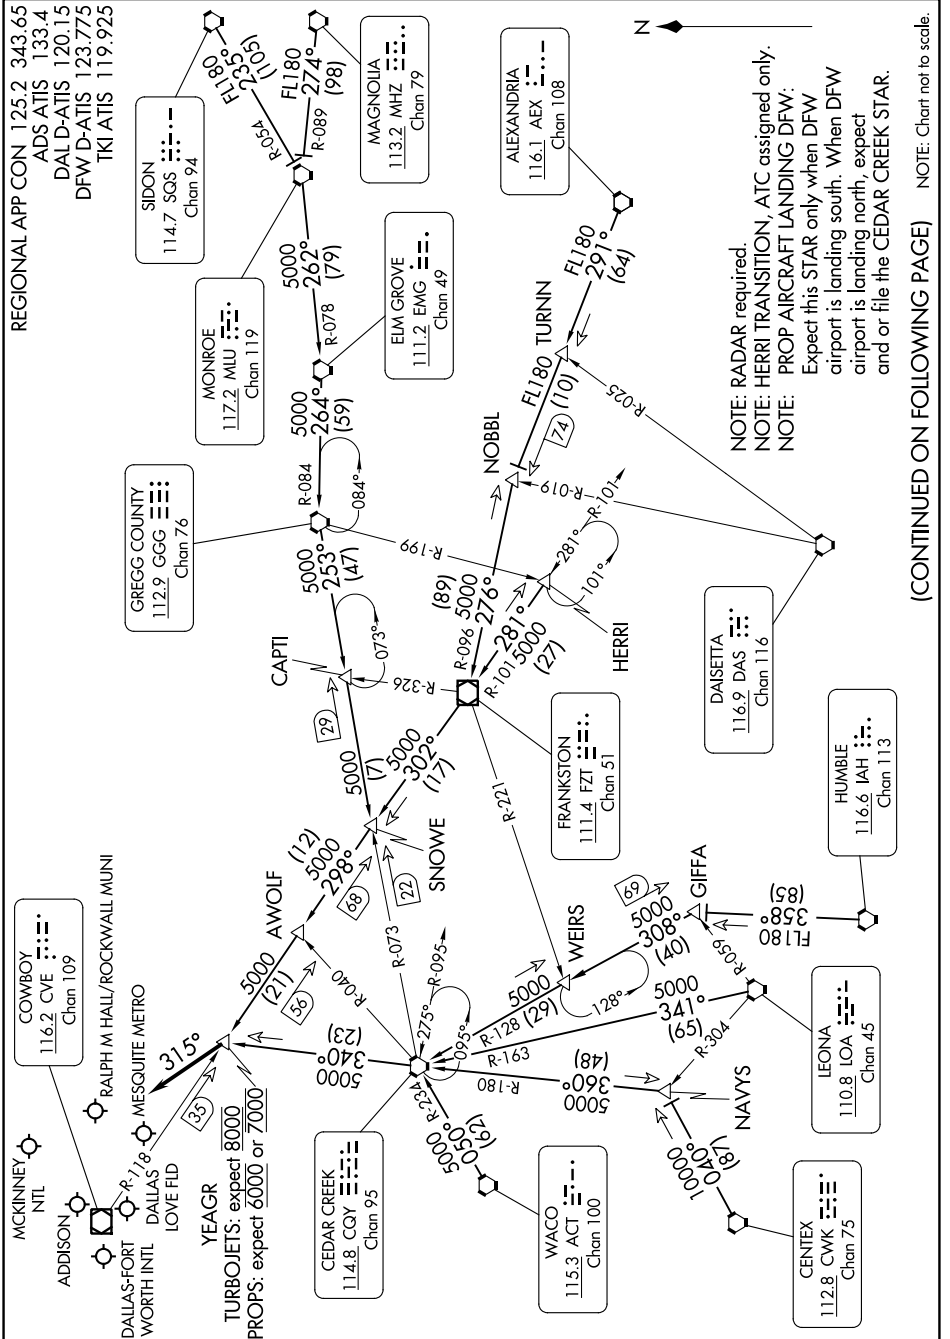 REGIONAL APP CON 125.2 343.65
ADS ATIS 133.4
DAL D-ATIS 120.15
DFW D-ATIS 123.775
TKI ATIS 119.925
MCKINNEY
NTL
ADDISON
DALLAS-FORT
WORTH INTL
DALLAS
LOVE FLD
MESQUITE METRO
RALPH M HALL/ROCKWALL MUNI
COWBOY
116.2 CVE
Chan 109
R-118
35
315°
YEAGR
TURBOJETS: expect 8000
PROPS: expect 6000 or 7000
5000
(21)
56
AWOLF
(12)
5000
298°
68
SNOWE
22
R-073
R-040
5000
340°
(23)
CEDAR CREEK
114.8 CQY
Chan 95
275°
R-095
095°
5000
R-234
050°
(62)
WACO
115.3 ACT
Chan 100
R-180
5000
360°
(48)
NAVYS
10000
040°
(87)
CENTEX
112.8 CWK
Chan 75
R-304
R-163
5000
341°
(65)
LEONA
110.8 LOA
Chan 45
R-059
R-128
5000
(29)
WEIRS
128°
5000
308°
(40)
69
GIFFA
FL180
358°
(85)
HUMBLE
116.6 IAH
Chan 113
R-221
FRANKSTON
111.4 FZT
Chan 51
5000
302°
(17)
5000
(7)
29
CAPTI
R-326
073°
5000
253°
(47)
GREGG COUNTY
112.9 GGG
Chan 76
R-084
084°
R-199
5000
264°
(59)
ELM GROVE
111.2 EMG
Chan 49
R-078
5000
262°
(79)
MONROE
117.2 MLU
Chan 119
R-054
FL180
235°
(105)
SIDON
114.7 SQS
Chan 94
R-089
FL180
274°
(98)
MAGNOLIA
113.2 MHZ
Chan 79
R-096
5000
276°
(89)
R-101
281°
5000
(27)
HERRI
281°
R-101
101°
NOBBL
74
FL180
(10)
TURNN
FL180
291°
(64)
ALEXANDRIA
116.1 AEX
Chan 108
R-019
R-025
DAISETTA
116.9 DAS
Chan 116
N
NOTE: RADAR required.
NOTE: HERRI TRANSITION, ATC assigned only.
NOTE: PROP AIRCRAFT LANDING DFW:
Expect this STAR only when DFW
airport is landing south. When DFW
airport is landing north, expect
and or file the CEDAR CREEK STAR.
(CONTINUED ON FOLLOWING PAGE)
NOTE: Chart not to scale.